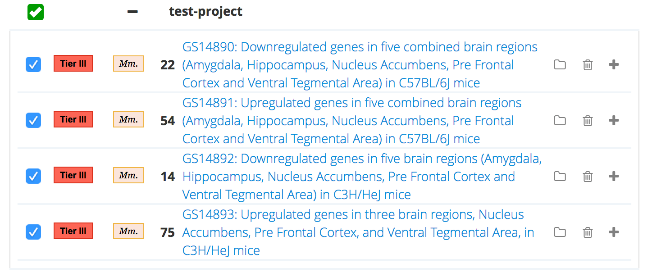 test-project
Tier III Mm. 22 GS14890: Downregulated genes in five combined brain regions
(Amygdala, Hippocampus, Nucleus Accumbens, Pre Frontal
Cortex and Ventral Tegmental Area) in C57BL/6J mice
Tier III Mm. 54 GS14891: Upregulated genes in five combined brain regions
(Amygdala, Hippocampus, Nucleus Accumbens, Pre Frontal
Cortex and Ventral Tegmental Area) in C57BL/6J mice
Tier III Mm. 14 GS14892: Downregulated genes in five brain regions (Amygdala,
Hippocampus, Nucleus Accumbens, Pre Frontal Cortex and
Ventral Tegmental Area) in C3H/HeJ mice
Tier III Mm. 75 GS14893: Upregulated genes in three brain regions, Nucleus
Accumbens, Pre Frontal Cortex, and Ventral Tegmental Area, in
C3H/HeJ mice